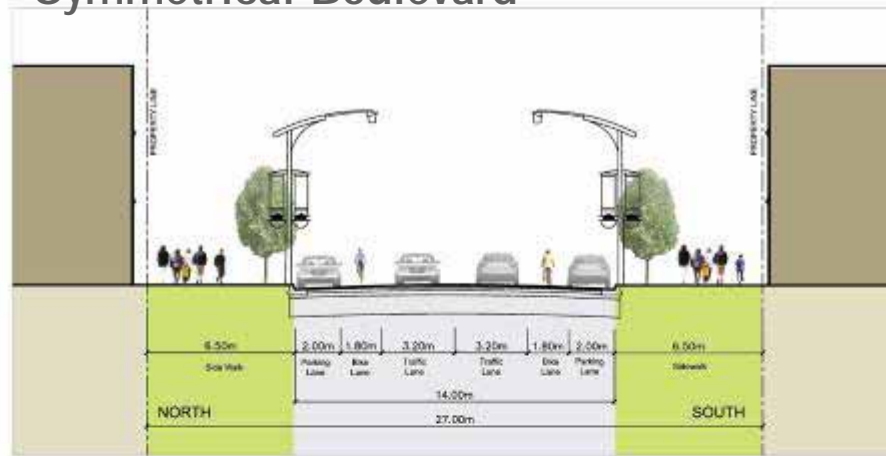 Symmetrical Boulevard
PROPERTY LINE
PROPERTY LINE
6.50m 2.00m 1.80m 3.20m 3.20m 1.80m 2.00m 6.50m
Side Walk Parking Lane Bike Lane Traffic Lane Traffic Lane Bike Lane Parking Lane Sidewalk
14.00m
NORTH SOUTH
27.00m